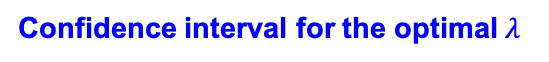 Confidence interval for the optimal λ